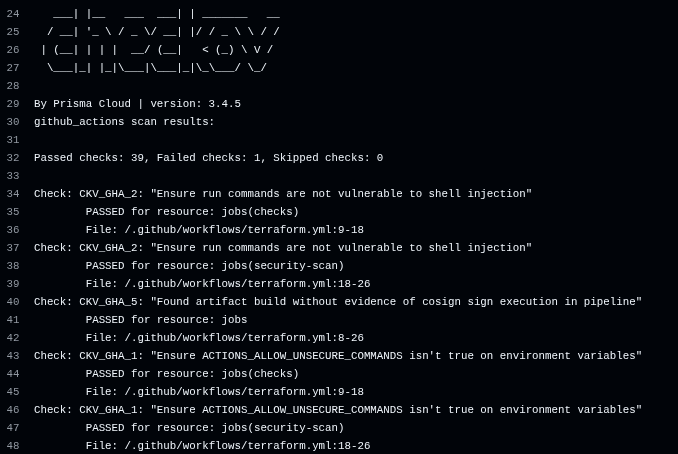 24    ___| |__   ___  ___| | _______   __
25   / __| '_ \ / _ \/ __| |/ / _ \ \ / /
26  | (__| | | |  __/ (__|   < (_) \ V /
27   \___|_| |_|\___|\___|_|\_\___/ \_/
28
29 By Prisma Cloud | version: 3.4.5
30 github_actions scan results:
31
32 Passed checks: 39, Failed checks: 1, Skipped checks: 0
33
34 Check: CKV_GHA_2: "Ensure run commands are not vulnerable to shell injection"
35         PASSED for resource: jobs(checks)
36         File: /.github/workflows/terraform.yml:9-18
37 Check: CKV_GHA_2: "Ensure run commands are not vulnerable to shell injection"
38         PASSED for resource: jobs(security-scan)
39         File: /.github/workflows/terraform.yml:18-26
40 Check: CKV_GHA_5: "Found artifact build without evidence of cosign sign execution in pipeline"
41         PASSED for resource: jobs
42         File: /.github/workflows/terraform.yml:8-26
43 Check: CKV_GHA_1: "Ensure ACTIONS_ALLOW_UNSECURE_COMMANDS isn't true on environment variables"
44         PASSED for resource: jobs(checks)
45         File: /.github/workflows/terraform.yml:9-18
46 Check: CKV_GHA_1: "Ensure ACTIONS_ALLOW_UNSECURE_COMMANDS isn't true on environment variables"
47         PASSED for resource: jobs(security-scan)
48         File: /.github/workflows/terraform.yml:18-26